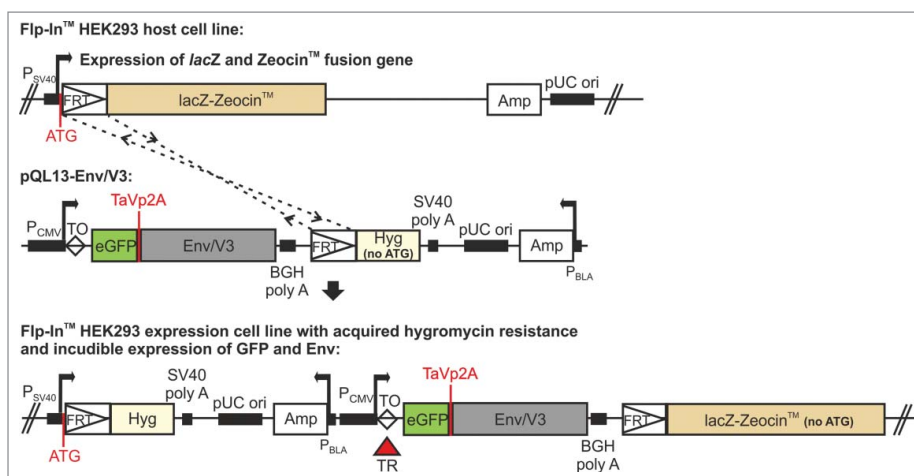 Flp-In™ HEK293 host cell line:
Expression of lacZ and Zeocin™ fusion gene
PSV40
FRT
lacZ-Zeocin™
Amp
pUC ori
ATG
pQL13-Env/V3:
TaVp2A
PCMV
TO
eGFP
Env/V3
BGH
poly A
FRT
Hyg
(no ATG)
SV40
poly A
pUC ori
Amp
PBLA
Flp-In™ HEK293 expression cell line with acquired hygromycin resistance
and incudible expression of GFP and Env:
PSV40
FRT
Hyg
SV40
poly A
pUC ori
Amp
PBLA
PCMV
TO
TaVp2A
eGFP
Env/V3
BGH
poly A
FRT
lacZ-Zeocin™ (no ATG)
ATG
TR